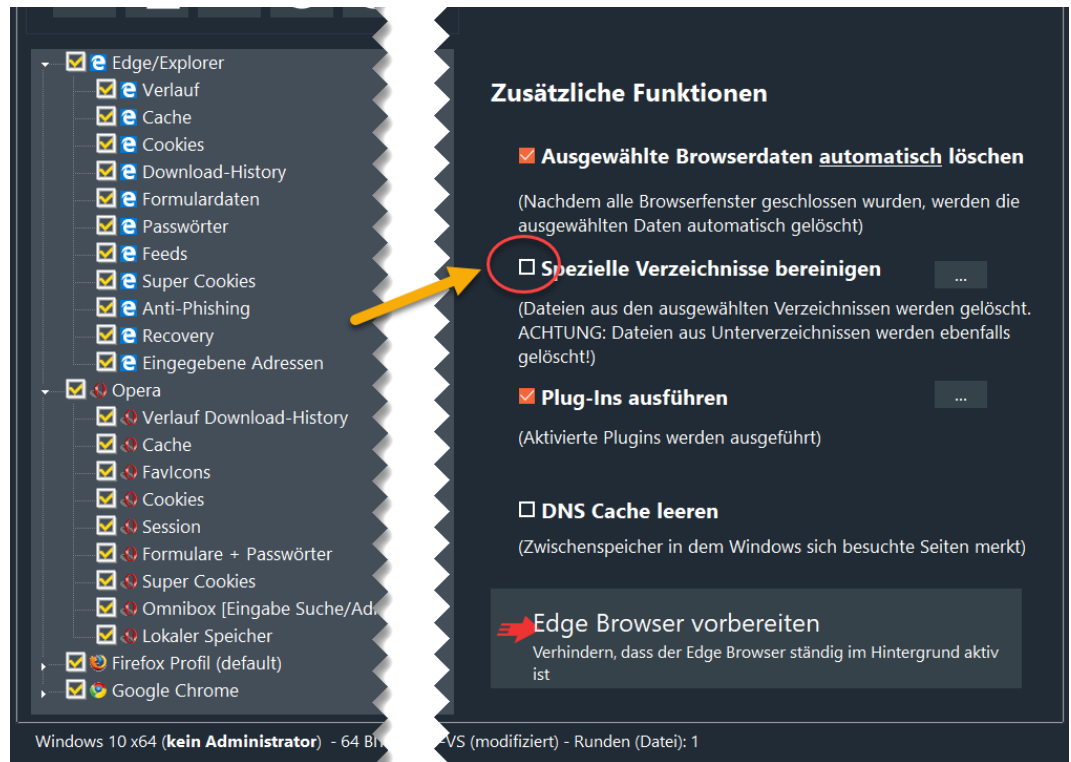 Edge/Explorer
Verlauf
Cache
Cookies
Download-History
Formulardaten
Passwörter
Feeds
Super Cookies
Anti-Phishing
Recovery
Eingegebene Adressen
Opera
Verlauf Download-History
Cache
FavIcons
Cookies
Session
Formulare + Passwörter
Super Cookies
Omnibox [Eingabe Suche/Ad
Lokaler Speicher
Firefox Profil (default)
Google Chrome
Zusätzliche Funktionen
Ausgewählte Browserdaten automatisch löschen
(Nachdem alle Browserfenster geschlossen wurden, werden die
ausgewählten Daten automatisch gelöscht)
Spezielle Verzeichnisse bereinigen
...
(Dateien aus den ausgewählten Verzeichnissen werden gelöscht.
ACHTUNG: Dateien aus Unterverzeichnissen werden ebenfalls
gelöscht!)
Plug-Ins ausführen
...
(Aktivierte Plugins werden ausgeführt)
DNS Cache leeren
(Zwischenspeicher in dem Windows sich besuchte Seiten merkt)
Edge Browser vorbereiten
Verhindern, dass der Edge Browser ständig im Hintergrund aktiv
ist
Windows 10 x64 (kein Administrator) - 64 -VS (modifiziert) - Runden (Datei): 1